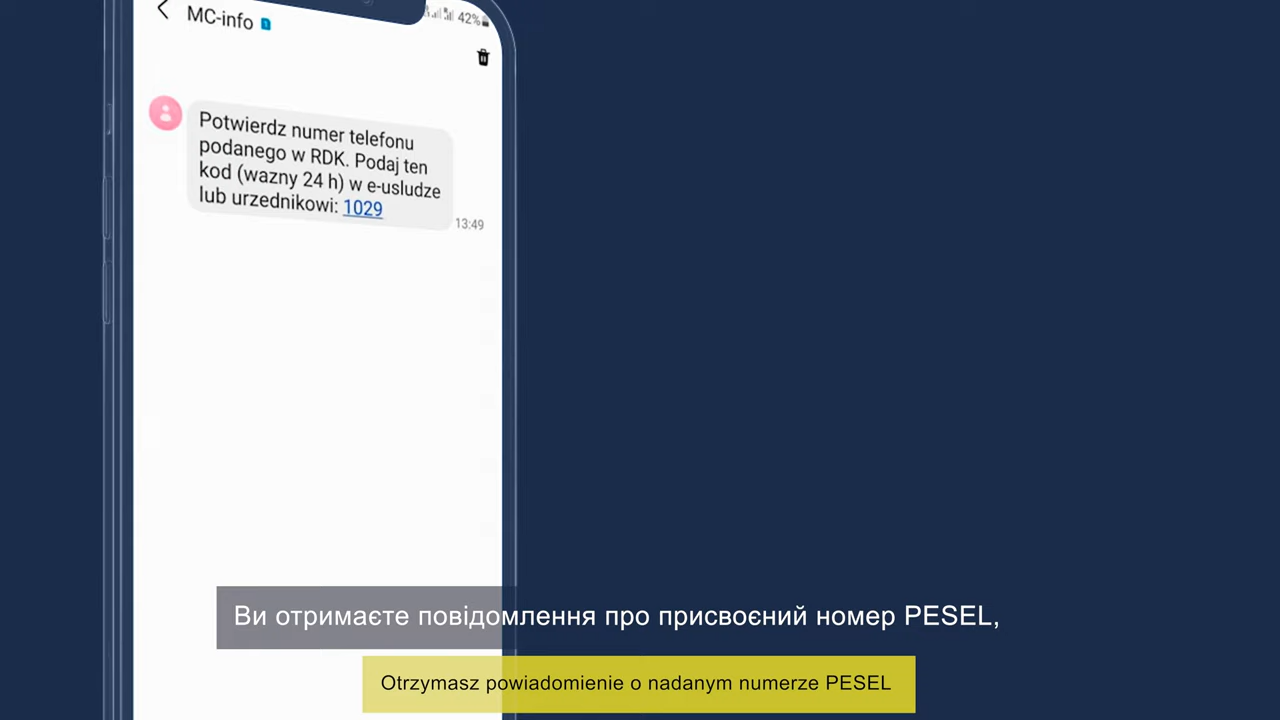 MC-info
42%
Potwierdz numer telefonu
podanego w RDK. Podaj ten
kod (wazny 24 h) w e-usludze
lub urzednikowi: 1029
13:49
Ви отримаєте повідомлення про присвоєний номер PESEL,
Otrzymasz powiadomienie o nadanym numerze PESEL